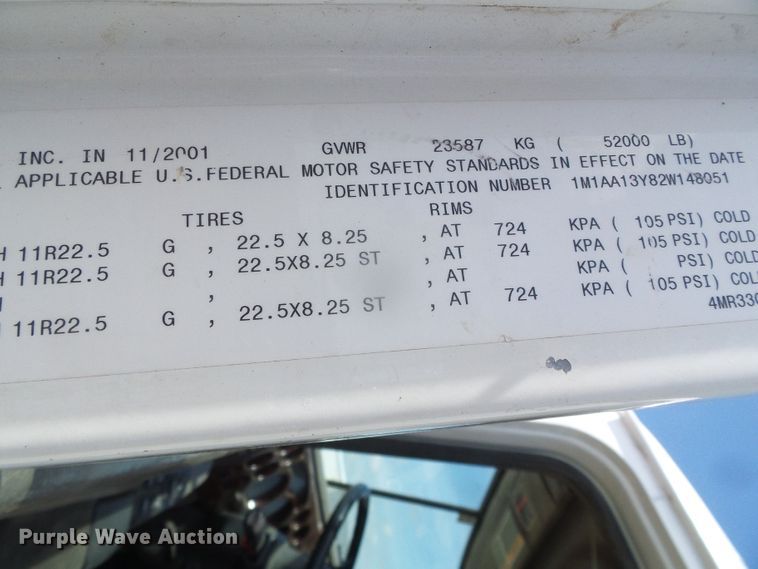 INC. IN 11/2001 GVWR 23587 KG ( 52000 LB)
APPLICABLE U.S.FEDERAL MOTOR SAFETY STANDARDS IN EFFECT ON THE DATE
IDENTIFICATION NUMBER 1M1AA13Y82W148051
TIRES RIMS
H 11R22.5 G , 22.5 X 8.25 , AT 724 KPA ( 105 PSI) COLD
H 11R22.5 G , 22.5X8.25 ST , AT 724 KPA ( 105 PSI) COLD
, , AT KPA ( PSI) COLD
11R22.5 G , 22.5X8.25 ST , AT 724 KPA ( 105 PSI) COLD
4MR330
Purple Wave Auction